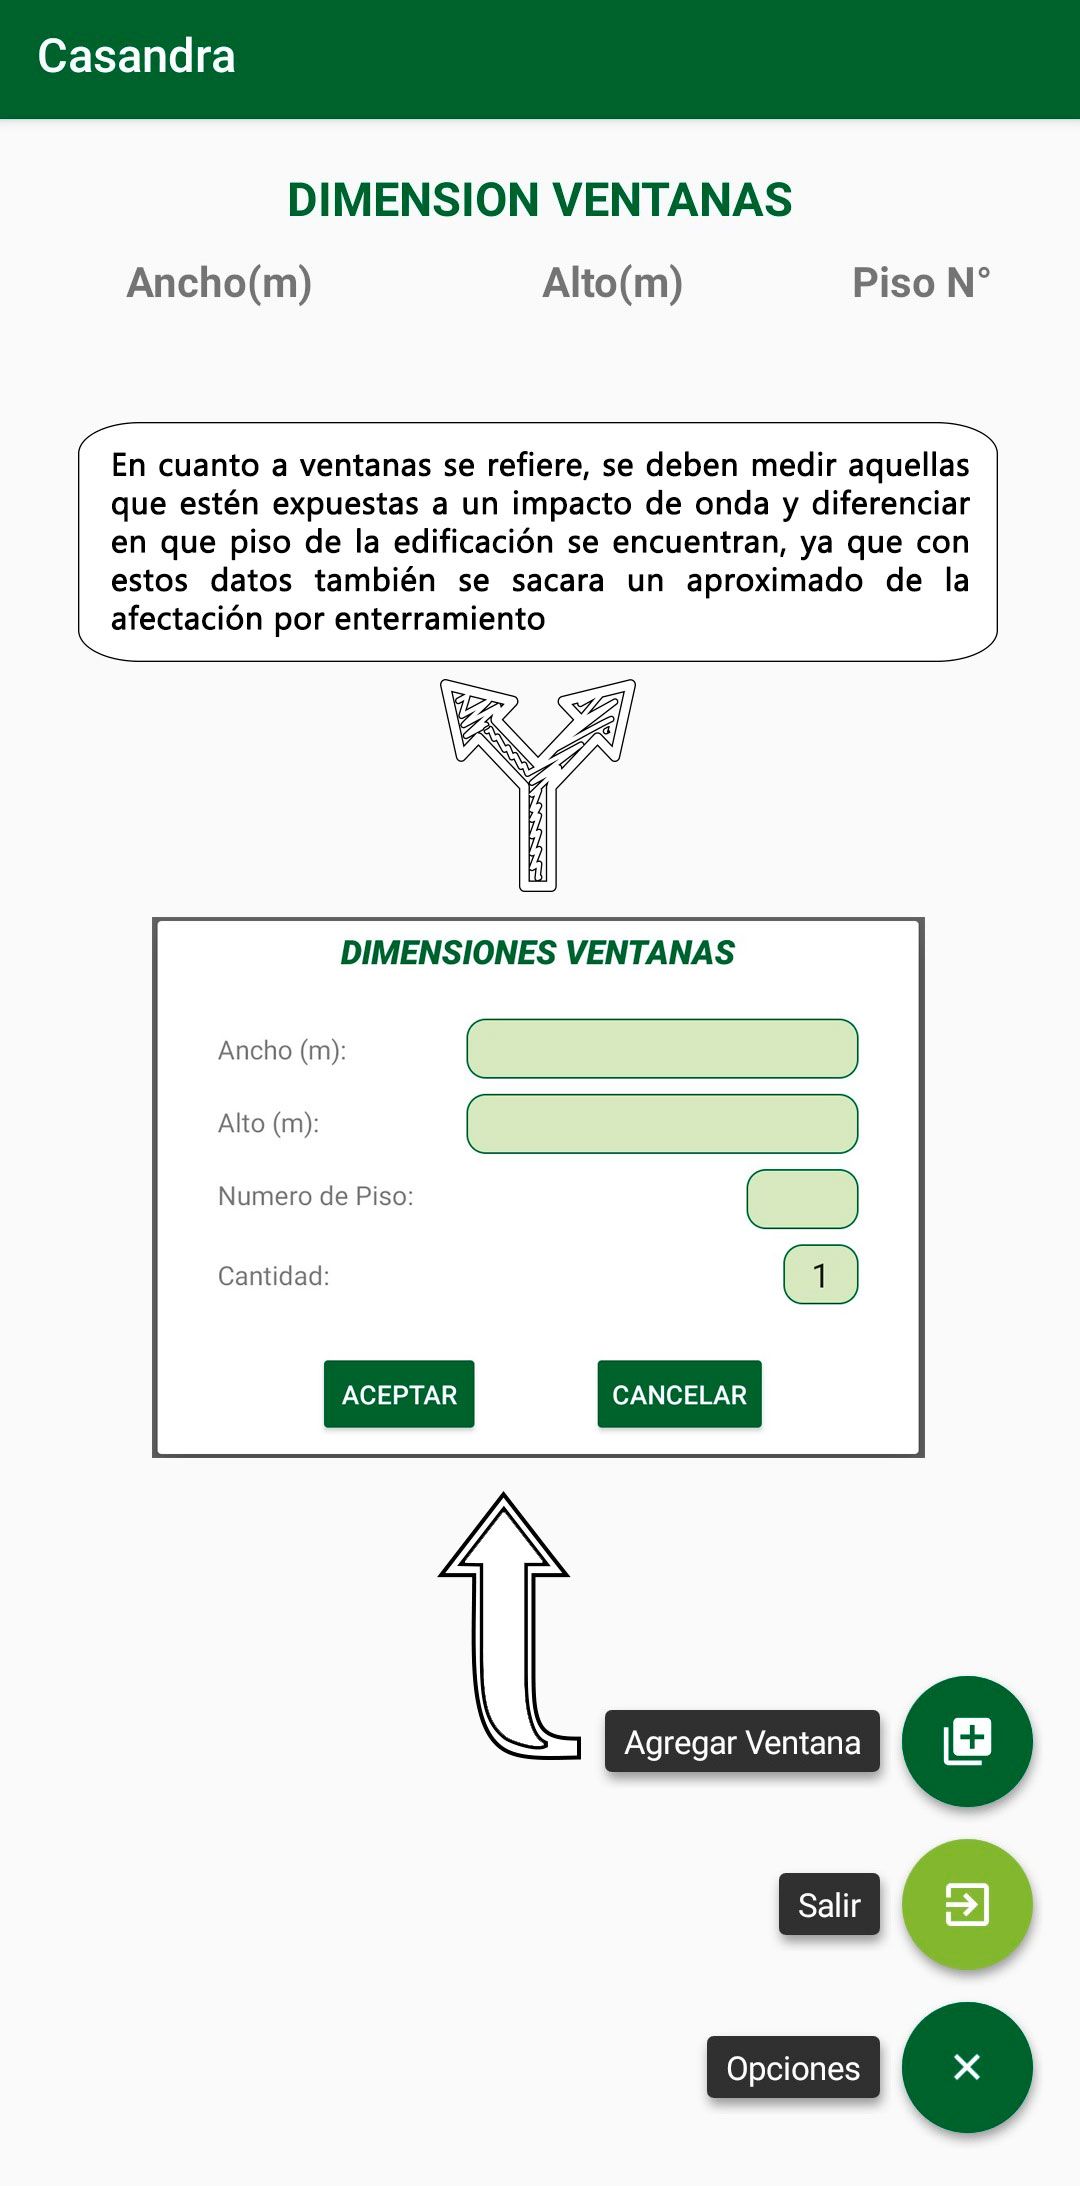 Casandra
DIMENSION VENTANAS
Ancho(m) Alto(m) Piso N°
En cuanto a ventanas se refiere, se deben medir aquellas
que estén expuestas a un impacto de onda y diferenciar
en que piso de la edificación se encuentran, ya que con
estos datos también se sacara un aproximado de la
afectación por enterramiento
DIMENSIONES VENTANAS
Ancho (m):
Alto (m):
Numero de Piso:
Cantidad: 1
ACEPTAR CANCELAR
Agregar Ventana
Salir
Opciones